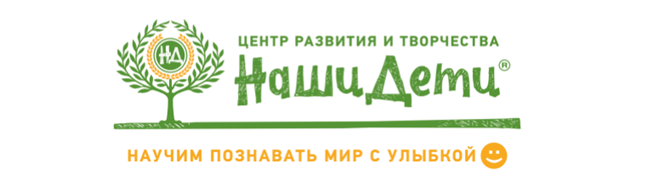 НД
ЦЕНТР РАЗВИТИЯ И ТВОРЧЕСТВА
Наши Дети®
НАУЧИМ ПОЗНАВАТЬ МИР С УЛЫБКОЙ